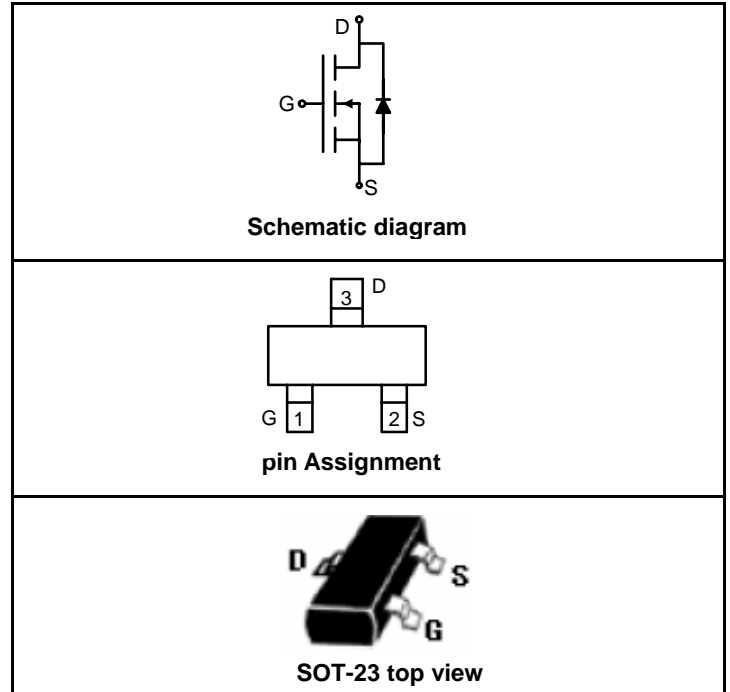 D
G
S
Schematic diagram
3 D
G 1 2 S
pin Assignment
D
S
G
SOT-23 top view